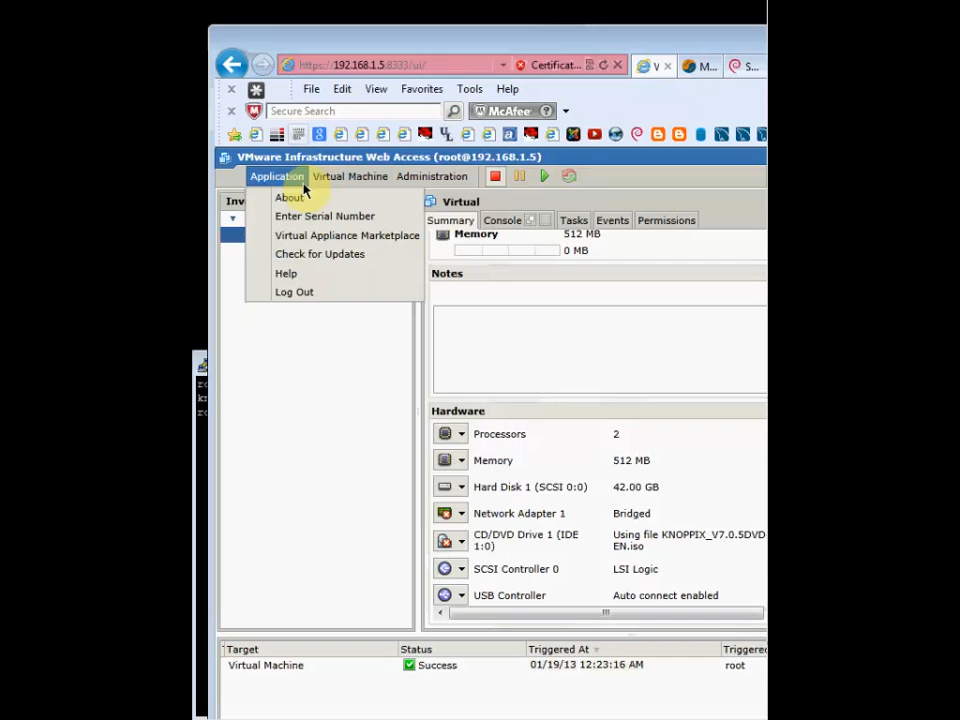 https://192.168.1.5:8333/ui/ Certificat... V M... S...
x File Edit View Favorites Tools Help
x Secure Search McAfee
VMware Infrastructure Web Access (root@192.168.1.5)
Application Virtual Machine Administration
Inv
Virtual
About
Enter Serial Number
Virtual Appliance Marketplace
Check for Updates
Help
Log Out
Summary Console Tasks Events Permissions
Memory 512 MB
0 MB
Notes
Hardware
Processors 2
Memory 512 MB
Hard Disk 1 (SCSI 0:0) 42.00 GB
Network Adapter 1 Bridged
CD/DVD Drive 1 (IDE 1:0) Using file KNOPPIX_V7.0.5DVD
EN.iso
SCSI Controller 0 LSI Logic
USB Controller Auto connect enabled
Target Status Triggered At Triggered
Virtual Machine Success 01/19/13 12:23:16 AM root